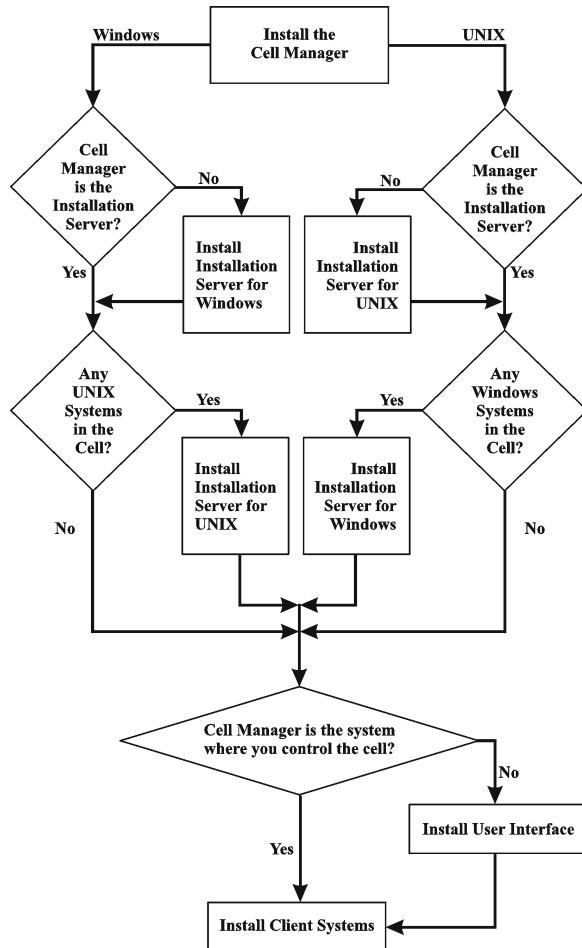 Windows
Install the
Cell Manager
UNIX
Cell
Manager
is the
Installation
Server?
No
Install
Installation
Server for
Windows
Yes
Cell
Manager
is the
Installation
Server?
No
Install
Installation
Server for
UNIX
Yes
Any
UNIX
Systems
in the
Cell?
Yes
Install
Installation
Server for
UNIX
No
Any
Windows
Systems
in the
Cell?
Yes
Install
Installation
Server for
Windows
No
Cell Manager is the system
where you control the cell?
No
Install User Interface
Yes
Install Client Systems